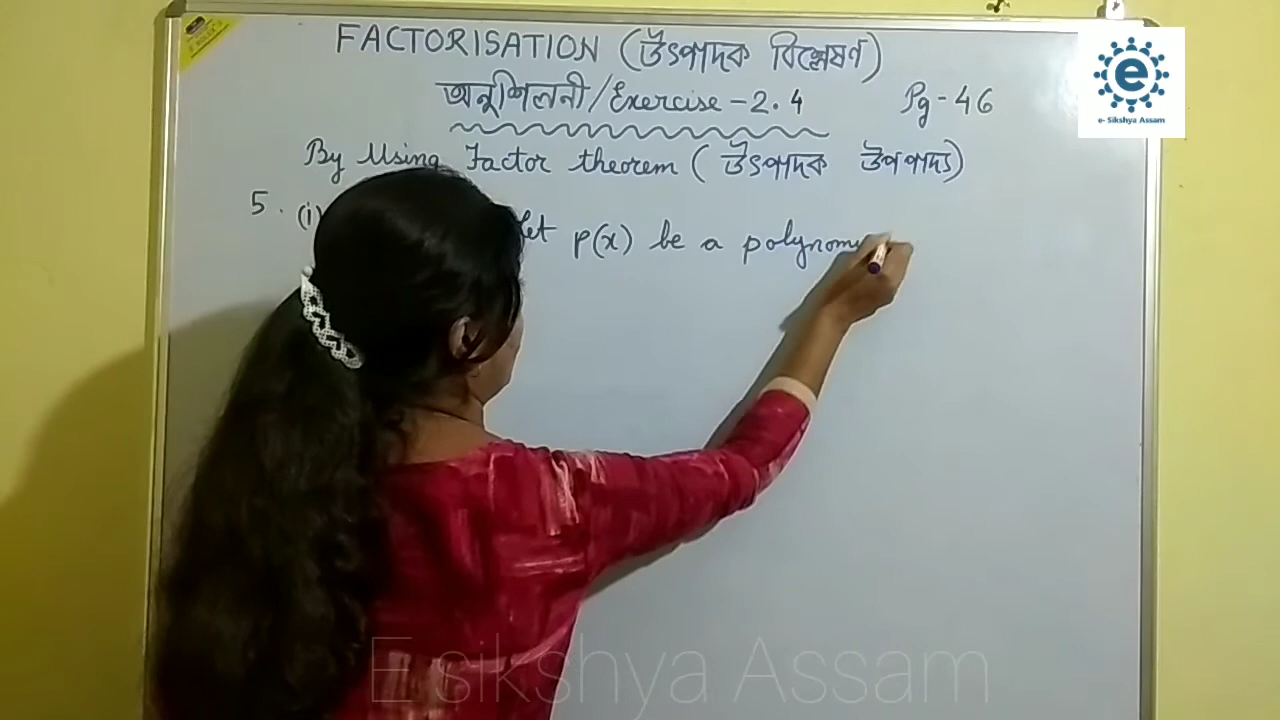 FACTORISATION (উৎপাদক বিশ্লেষণ)
অনুশিলনী/Exercise-2.4 Pg-46
By Using Factor theorem (উৎপাদক উপপাদ্য)
5. (i) Let p(x) be a polynom
e
e- Sikshya Assam
E sikshya Assam